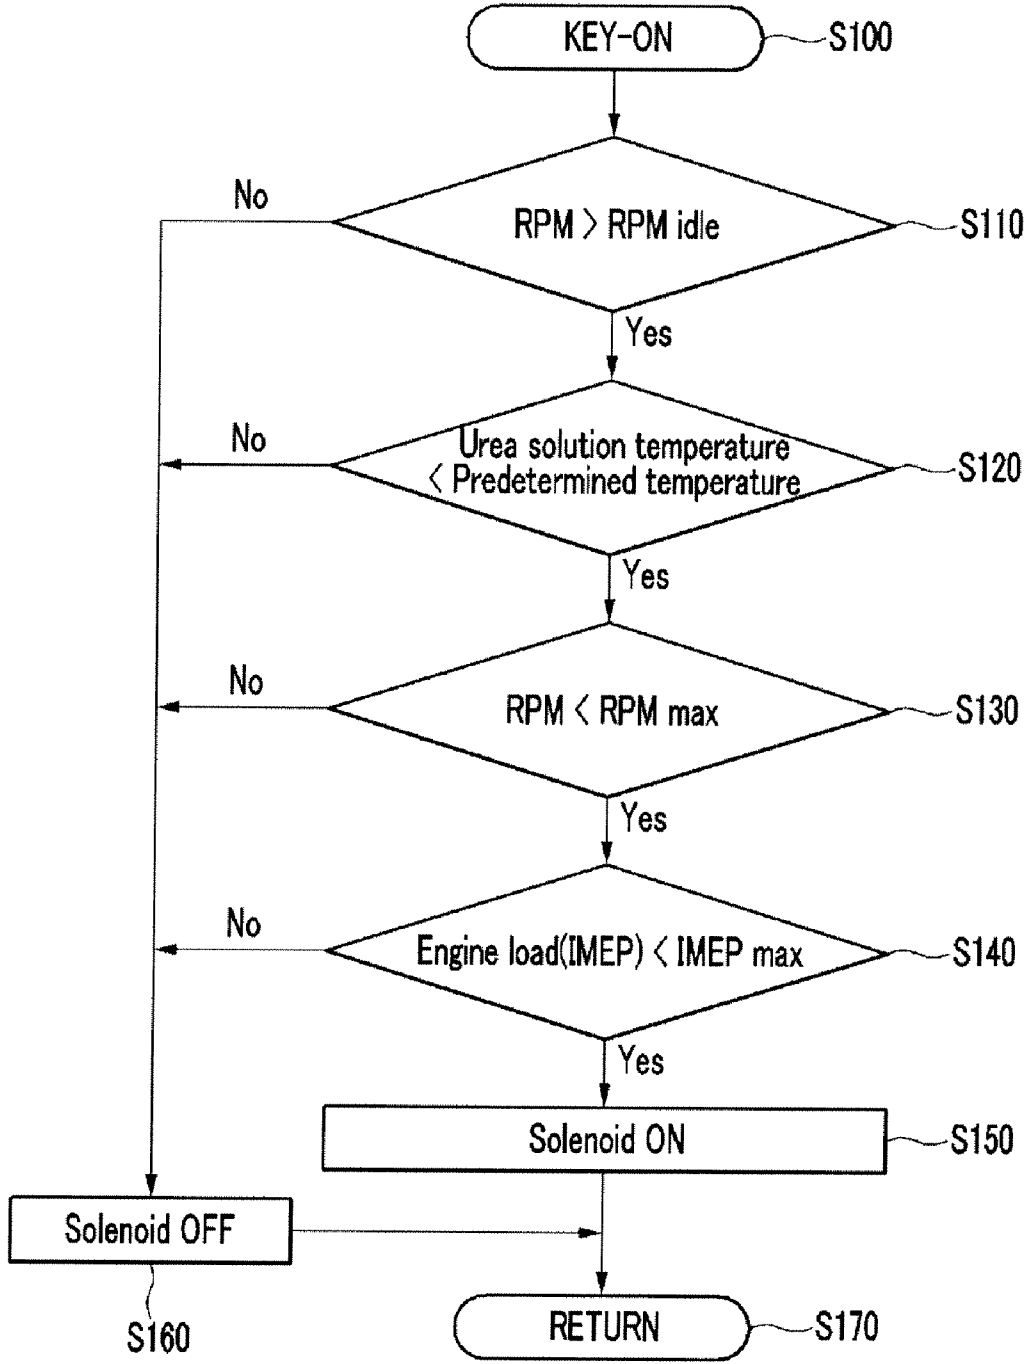 KEY-ON
S100
No
RPM > RPM idle
S110
Yes
No
Urea solution temperature
< Predetermined temperature
S120
Yes
No
RPM < RPM max
S130
Yes
No
Engine load(IMEP) < IMEP max
S140
Yes
Solenoid ON
S150
Solenoid OFF
S160
RETURN
S170